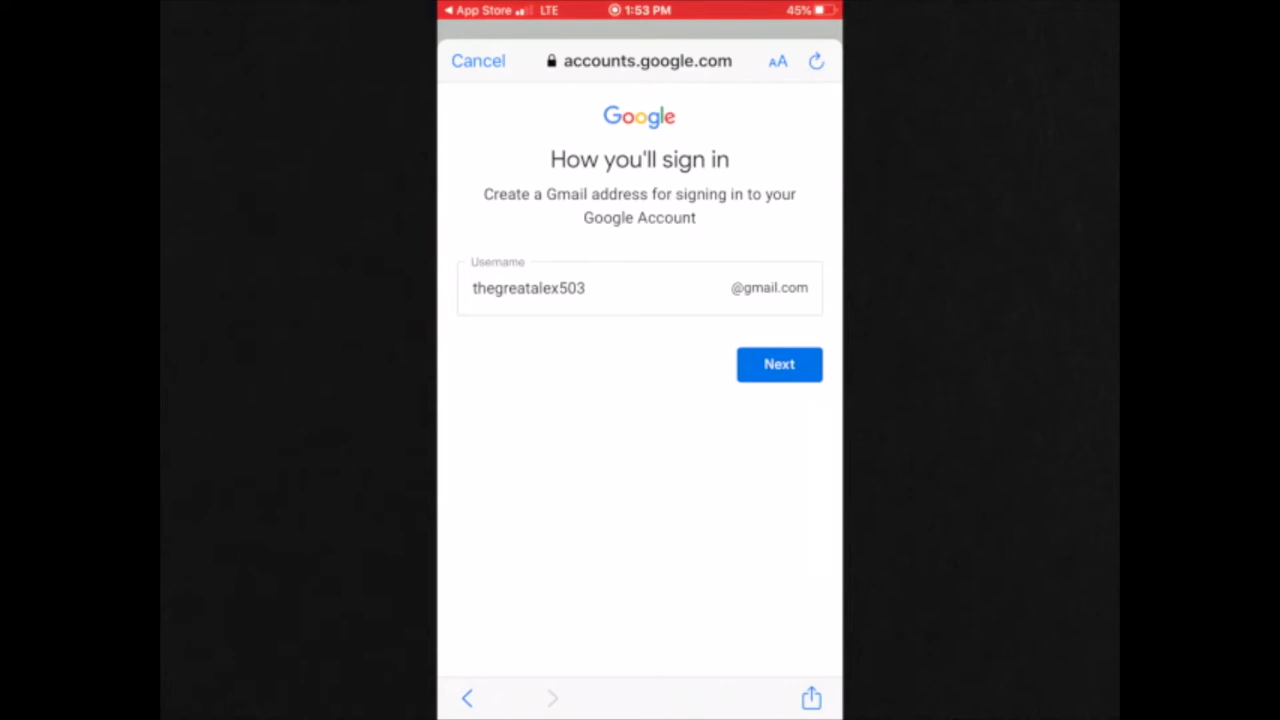 App Store LTE 1:53 PM 45%
Cancel accounts.google.com AA
Google
How you'll sign in
Create a Gmail address for signing in to your
Google Account
Username
thegreatalex503 @gmail.com
Next